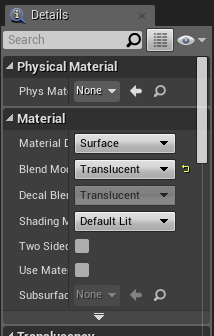 Details
Search
Physical Material
Phys Mate None
Material
Material D Surface
Blend Mod Translucent
Decal Blen Translucent
Shading M Default Lit
Two Sided
Use Mater
Subsurfac None
Translucency